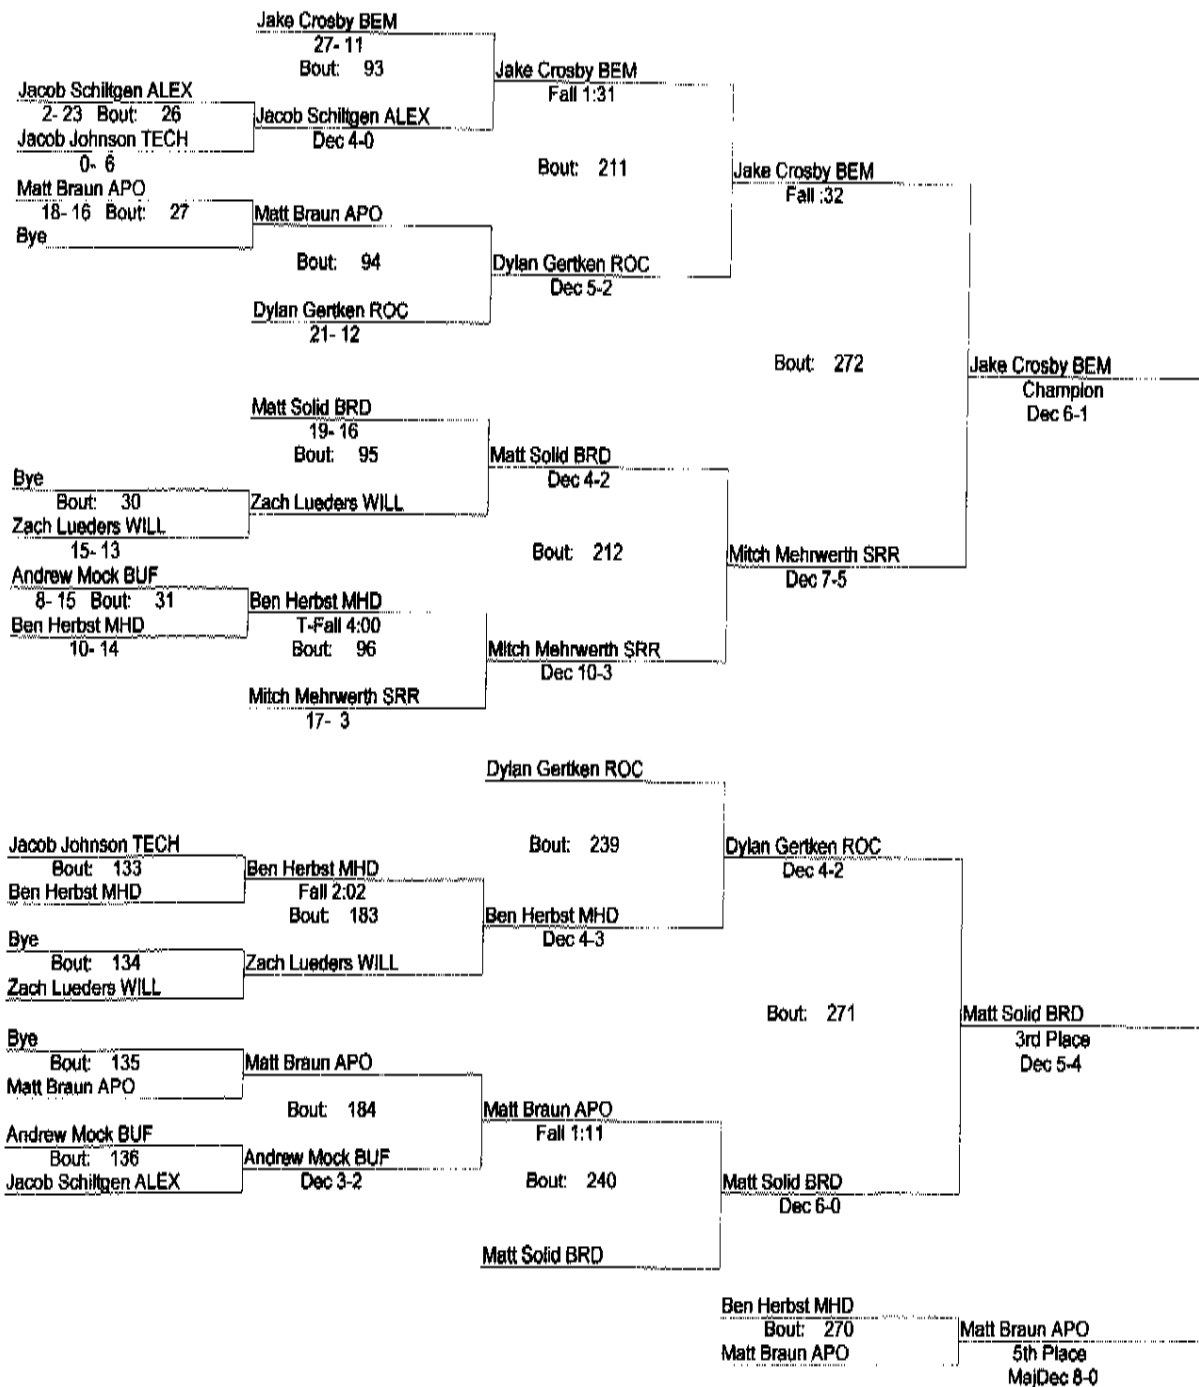 Jake Crosby BEM
27- 11
Bout: 93
Jake Crosby BEM
Fall 1:31
Jacob Schiltgen ALEX
2- 23 Bout: 26
Jacob Schiltgen ALEX
Dec 4-0
Jacob Johnson TECH
0- 6
Bout: 211
Jake Crosby BEM
Fall :32
Matt Braun APO
18- 16 Bout: 27
Matt Braun APO
Bye
Bout: 94
Dylan Gertken ROC
Dec 5-2
Dylan Gertken ROC
21- 12
Bout: 272
Jake Crosby BEM
Champion
Dec 6-1
Matt Solid BRD
19- 16
Bout: 95
Matt Solid BRD
Dec 4-2
Bye
Bout: 30
Zach Lueders WILL
Zach Lueders WILL
15- 13
Bout: 212
Mitch Mehrwerth SRR
Dec 7-5
Andrew Mock BUF
8- 15 Bout: 31
Ben Herbst MHD
T-Fall 4:00
Ben Herbst MHD
10- 14
Bout: 96
Mitch Mehrwerth SRR
Dec 10-3
Mitch Mehrwerth SRR
17- 3
Dylan Gertken ROC
Jacob Johnson TECH
Bout: 133
Ben Herbst MHD
Bout: 239
Dylan Gertken ROC
Dec 4-2
Ben Herbst MHD
Fall 2:02
Bout: 183
Ben Herbst MHD
Dec 4-3
Bye
Bout: 134
Zach Lueders WILL
Zach Lueders WILL
Bout: 271
Matt Solid BRD
3rd Place
Dec 5-4
Bye
Bout: 135
Matt Braun APO
Matt Braun APO
Bout: 184
Matt Braun APO
Fall 1:11
Andrew Mock BUF
Bout: 136
Jacob Schiltgen ALEX
Andrew Mock BUF
Dec 3-2
Bout: 240
Matt Solid BRD
Dec 6-0
Matt Solid BRD
Ben Herbst MHD
Bout: 270
Matt Braun APO
Matt Braun APO
5th Place
MajDec 8-0